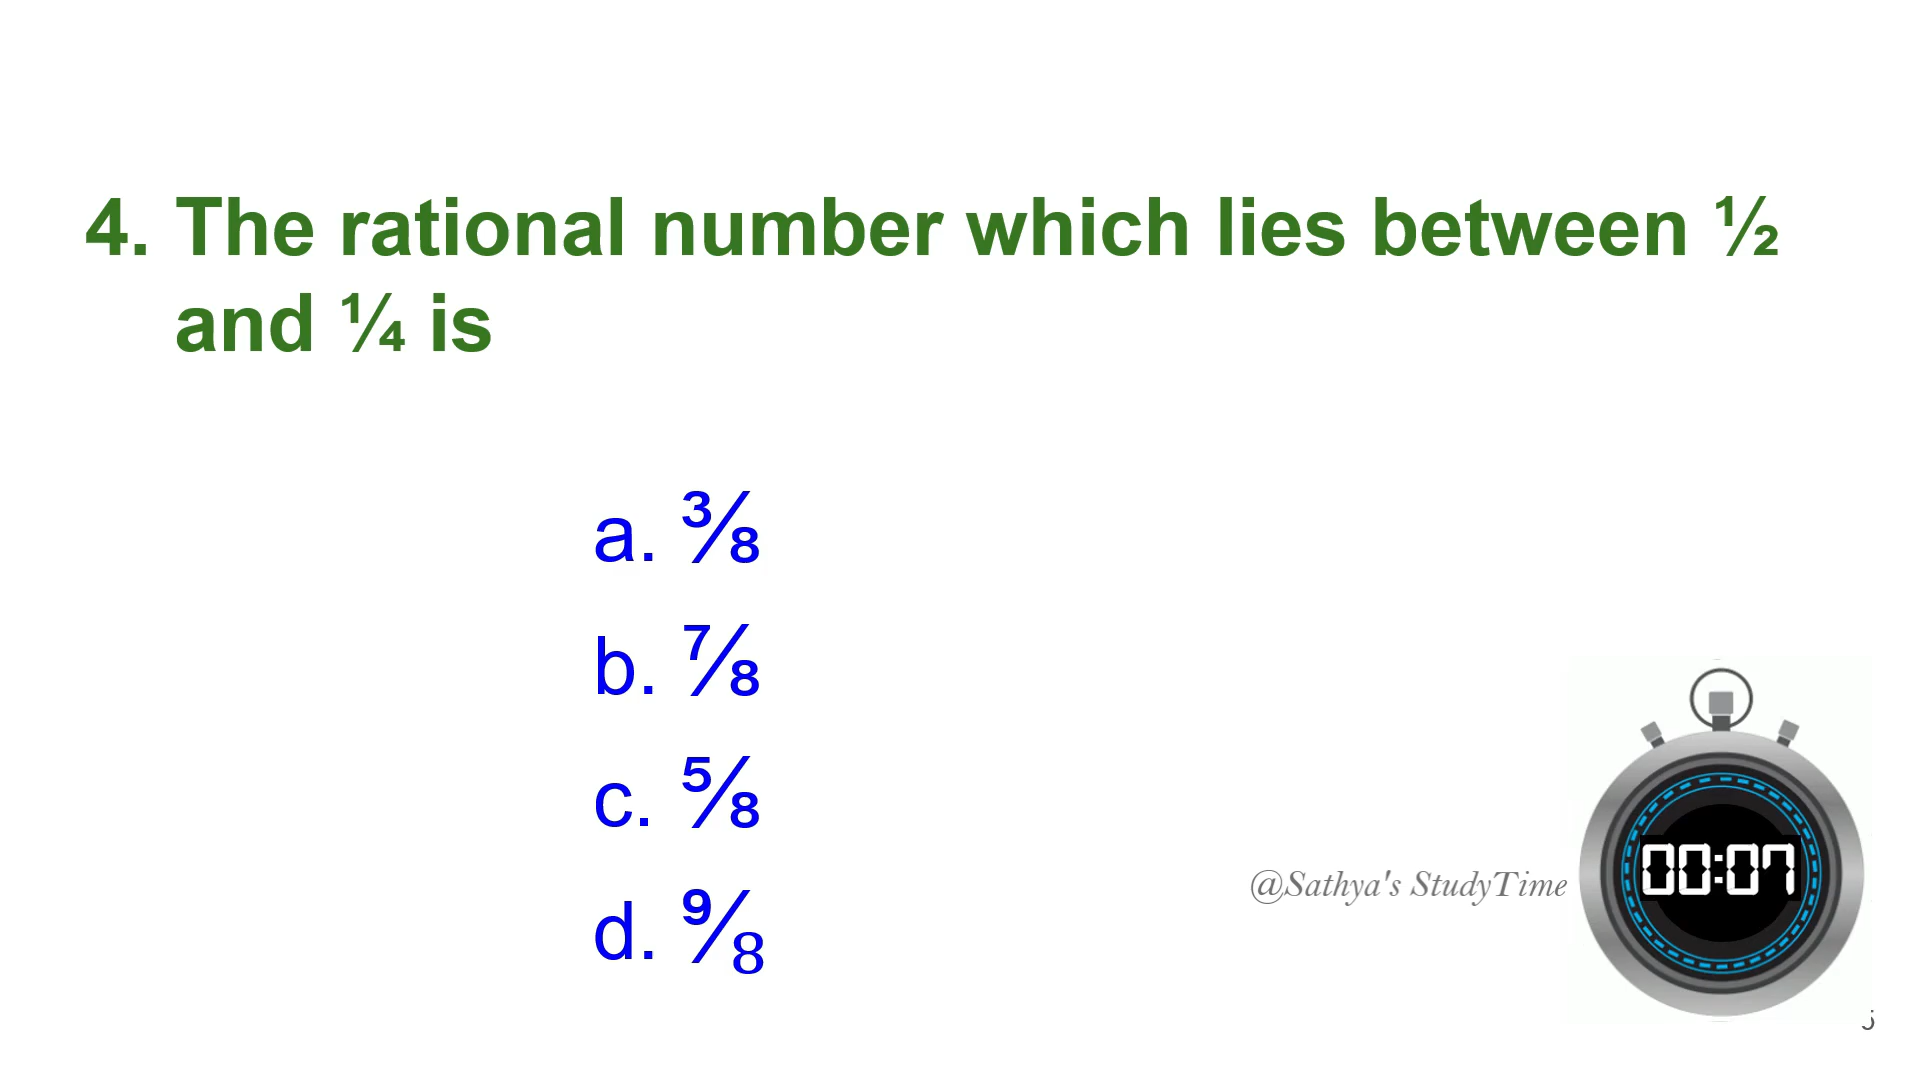 4. The rational number which lies between ½
and ¼ is
a. ⅜
b. ⅞
c. ⅝
d. ⁹⁄₈
@Sathya's StudyTime
00:07
5